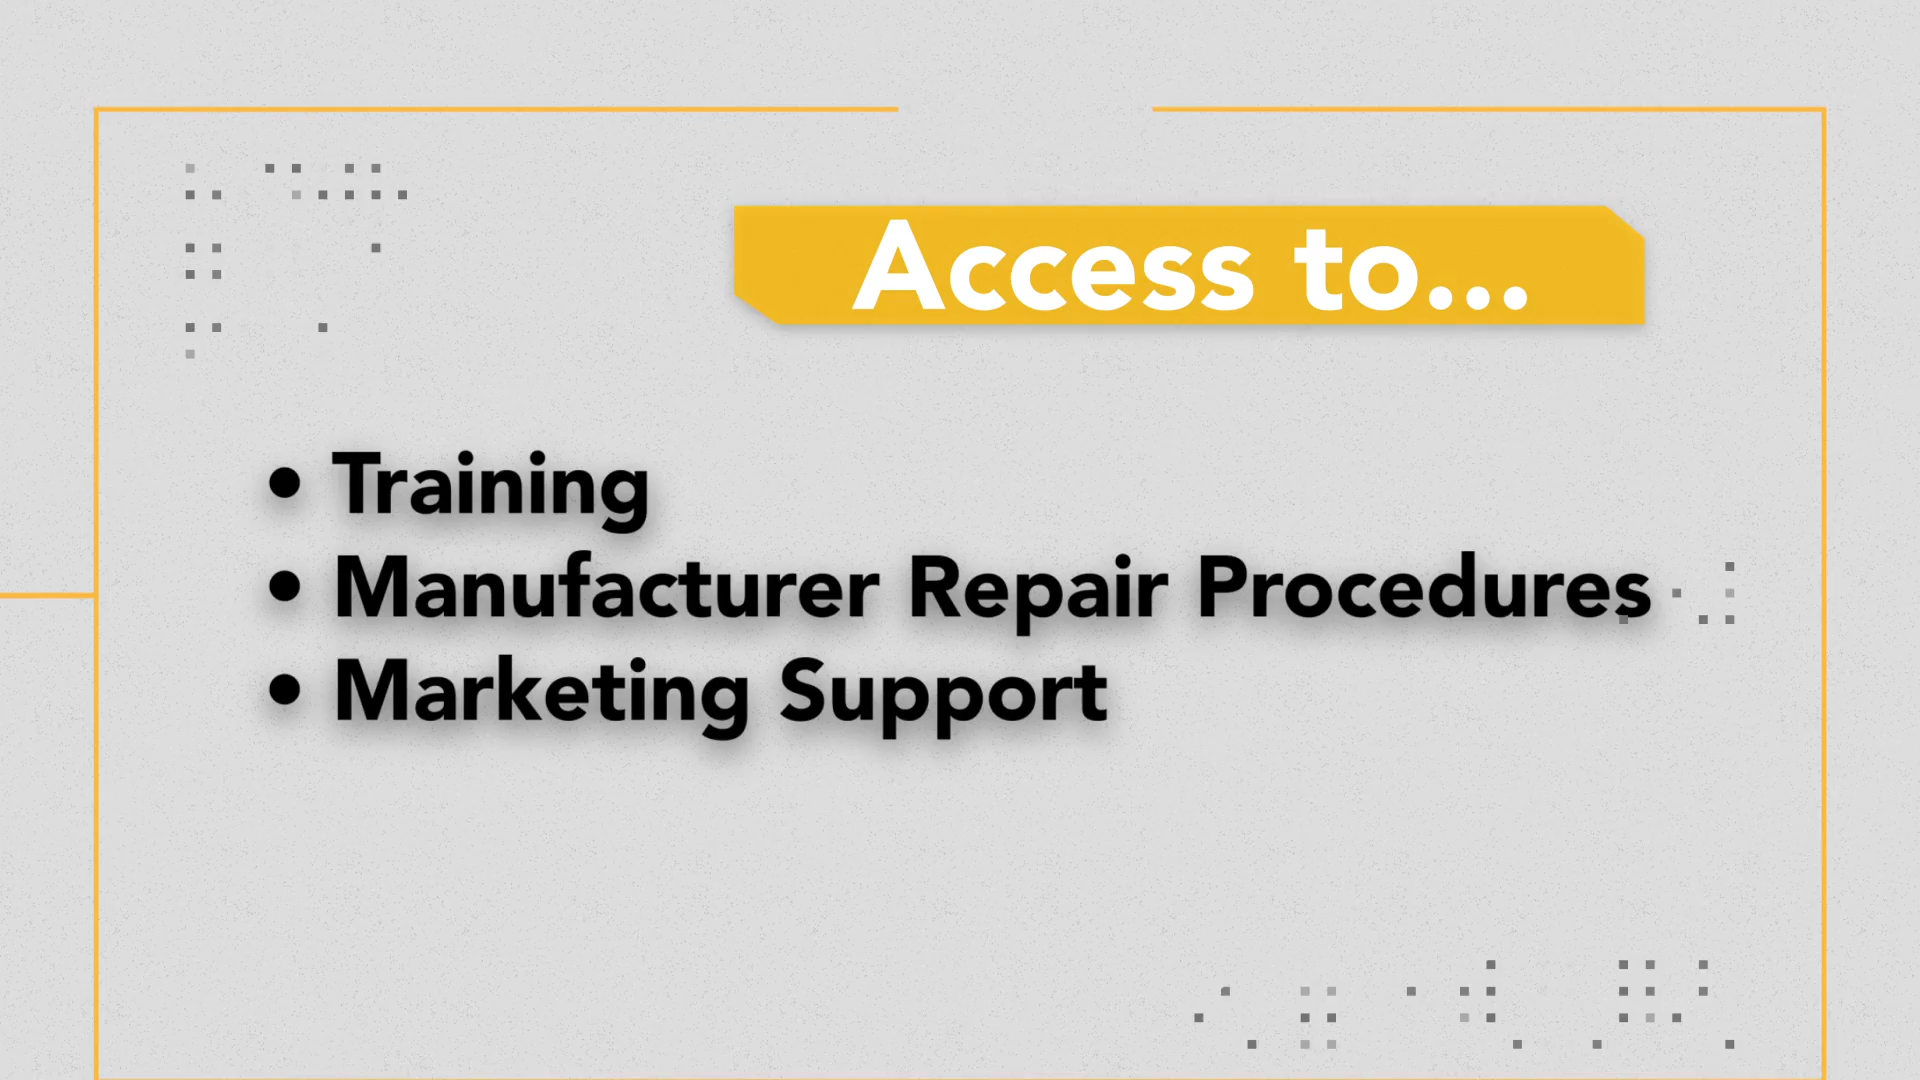 Access to...
• Training
• Manufacturer Repair Procedures
• Marketing Support